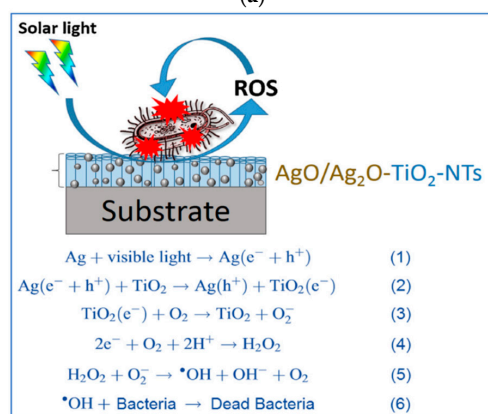 (a)
Solar light
ROS
AgO/Ag₂O-TiO₂-NTs
Substrate
Ag + visible light → Ag(e⁻ + h⁺) (1)
Ag(e⁻ + h⁺) + TiO₂ → Ag(h⁺) + TiO₂(e⁻) (2)
TiO₂(e⁻) + O₂ → TiO₂ + O₂⁻ (3)
2e⁻ + O₂ + 2H⁺ → H₂O₂ (4)
H₂O₂ + O₂⁻ → •OH + OH⁻ + O₂ (5)
•OH + Bacteria → Dead Bacteria (6)